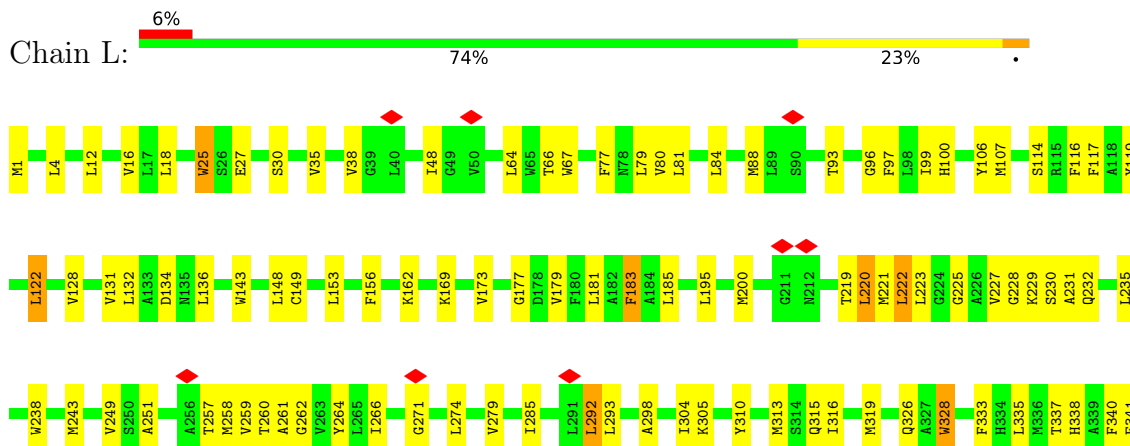 6%
Chain L:
74% 23% •
M1 L4 L12 V16 L17 L18 W25 S26 E27 S30 V35 V38 G39 L40 I48 G49 V50 L64 W65 T66 W67 F77 N78 L79 V80 L81 L84 M88 L89 S90 T93 G96 F97 L98 I99 H100 Y106 M107 S114 R115 F116 F117 A118 Y119
L122 V128 V131 L132 A133 D134 N135 L136 W143 L148 C149 L153 F156 K162 K169 V173 G177 D178 V179 F180 L181 A182 F183 A184 L185 L195 M200 G211 N212 T219 L220 M221 L222 L223 G224 G225 A226 V227 G228 K229 S230 A231 Q232 L235
W238 M243 V249 S250 A251 A256 T257 M258 V259 T260 A261 G262 V263 Y264 L265 I266 G271 L274 V279 I285 L291 L292 L293 A298 I304 K305 Y310 M313 S314 Q315 I316 M319 Q326 A327 W328 F333 H334 L335 M336 T337 H338 A339 F340